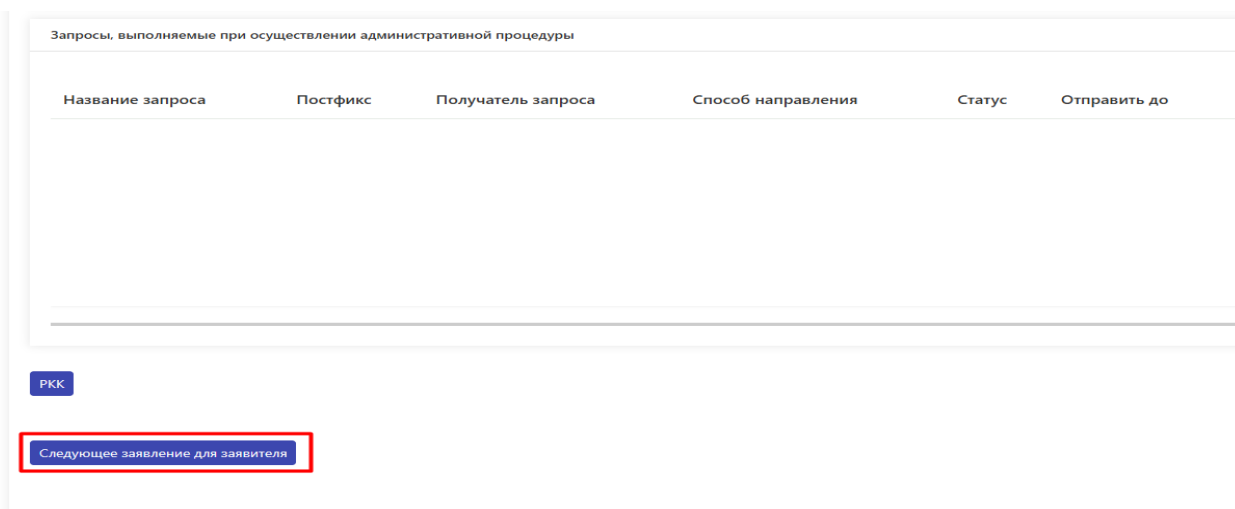 Запросы, выполняемые при осуществлении административной процедуры
Название запроса Постфикс Получатель запроса Способ направления Статус Отправить до
РКК
Следующее заявление для заявителя